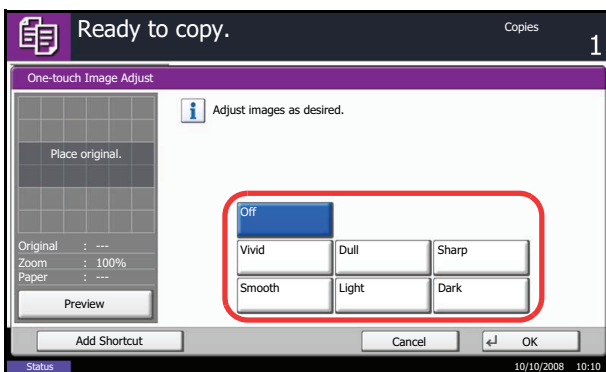 Ready to copy.
Copies
1
One-touch Image Adjust
i
Adjust images as desired.
Place original.
Off
Vivid
Dull
Sharp
Smooth
Light
Dark
Original : ---
Zoom : 100%
Paper : ---
Preview
Add Shortcut
Cancel
OK
Status
10/10/2008 10:10